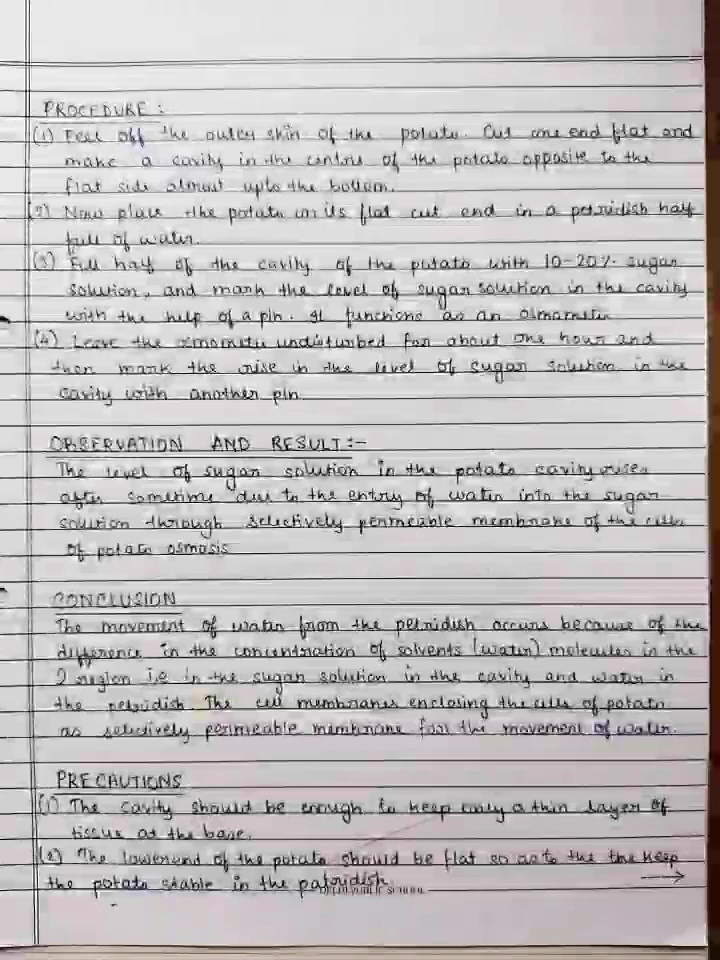 PROCEDURE :
(1) Peel off the outer skin of the potato. Cut one end flat and
make a cavity in the centre of the potato opposite to the
flat side almost upto the bottom.
(2) Now place the potato on its flat cut end in a petridish half
full of water.
(3) Fill half of the cavity of the potato with 10-20% sugar
solution, and mark the level of sugar solution in the cavity
with the help of a pin. It functions as an osmometer
(4) Leave the osmometer undisturbed for about one hour and
then mark the rise in the level of sugar solution in the
cavity with another pin.
OBSERVATION AND RESULT:-
The level of sugar solution in the potato cavity rises
after sometime due to the entry of water into the sugar
solution through selectively permeable membrane of the cells
of potato osmosis
CONCLUSION
The movement of water from the petridish occurs because of the
difference in the concentration of solvents (water) molecules in the
2 region i.e in the sugar solution in the cavity and water in
the petridish The cell membranes enclosing the cells of potato
as selectively permeable membrane for the movement of water.
PRECAUTIONS
(1) The cavity should be enough to keep only a thin layer of
tissue at the base.
(2) The lowerend of the potato should be flat so as to the the keep
the potato stable in the patridish.
DELHI PUBLIC SCHOOL